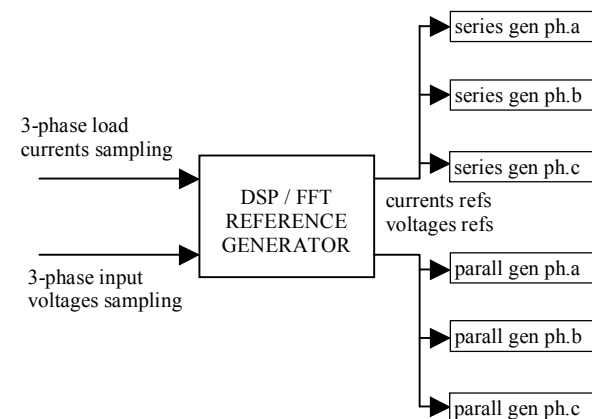 series gen ph.a
series gen ph.b
series gen ph.c
3-phase load
currents sampling
DSP / FFT
REFERENCE
GENERATOR
currents refs
voltages refs
3-phase input
voltages sampling
parall gen ph.a
parall gen ph.b
parall gen ph.c